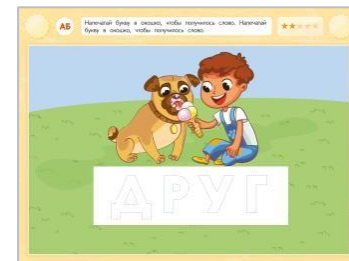 АБ
Напечатай букву в окошко, чтобы получилось слово. Напечатай
букву в окошко, чтобы получилось слово.
ДРУГ